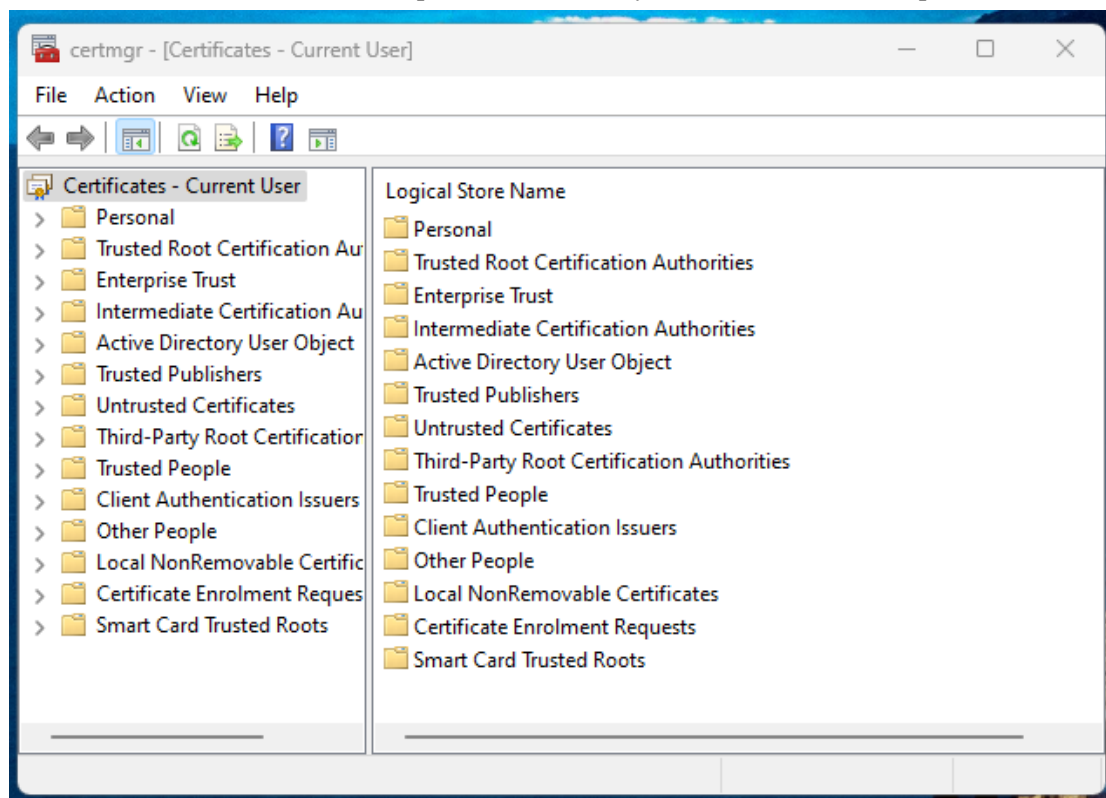 certmgr - [Certificates - Current User]
File Action View Help
Certificates - Current User
Personal
Trusted Root Certification Au
Enterprise Trust
Intermediate Certification Au
Active Directory User Object
Trusted Publishers
Untrusted Certificates
Third-Party Root Certification
Trusted People
Client Authentication Issuers
Other People
Local NonRemovable Certific
Certificate Enrolment Reques
Smart Card Trusted Roots
Logical Store Name
Personal
Trusted Root Certification Authorities
Enterprise Trust
Intermediate Certification Authorities
Active Directory User Object
Trusted Publishers
Untrusted Certificates
Third-Party Root Certification Authorities
Trusted People
Client Authentication Issuers
Other People
Local NonRemovable Certificates
Certificate Enrolment Requests
Smart Card Trusted Roots